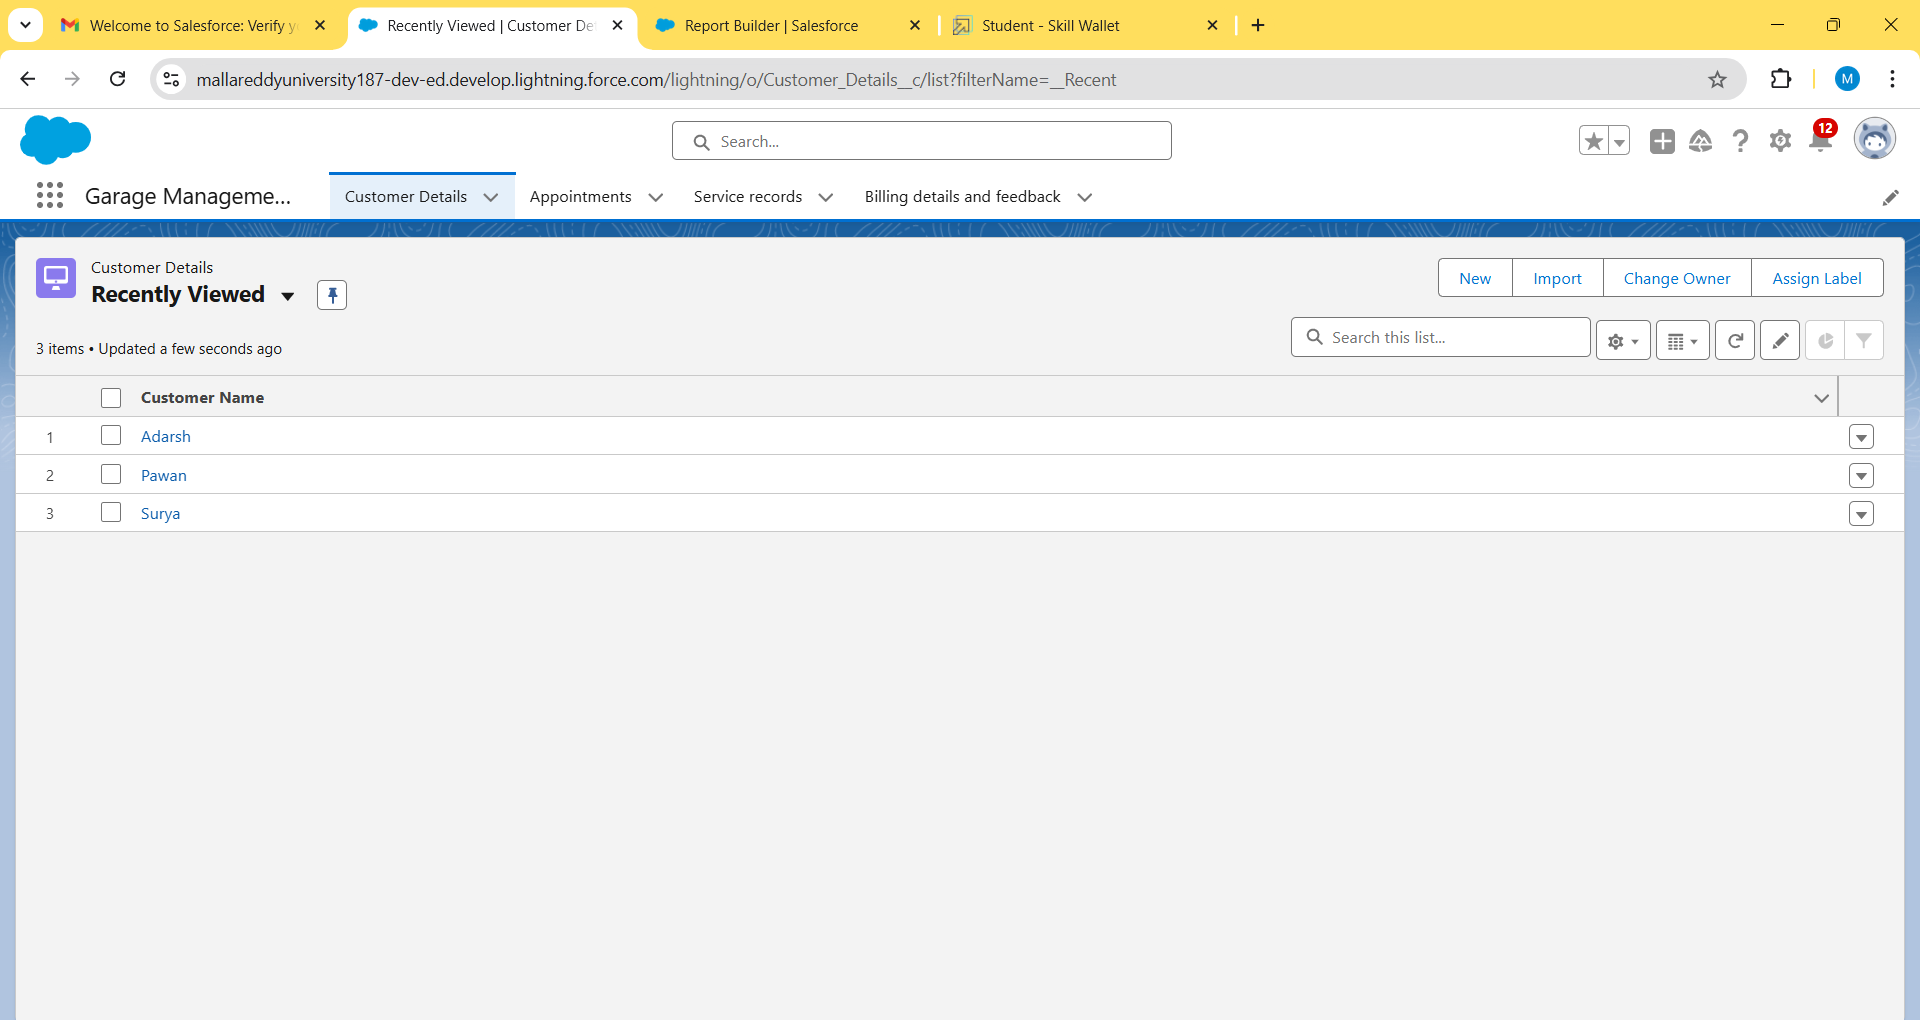 Welcome to Salesforce: Verify y
Recently Viewed | Customer De
Report Builder | Salesforce
Student - Skill Wallet
mallareddyuniversity187-dev-ed.develop.lightning.force.com/lightning/o/Customer_Details__c/list?filterName=__Recent
M
Search...
12
Garage Manageme...
Customer Details
Appointments
Service records
Billing details and feedback
Customer Details
Recently Viewed
New
Import
Change Owner
Assign Label
3 items • Updated a few seconds ago
Search this list...
Customer Name
1 Adarsh
2 Pawan
3 Surya